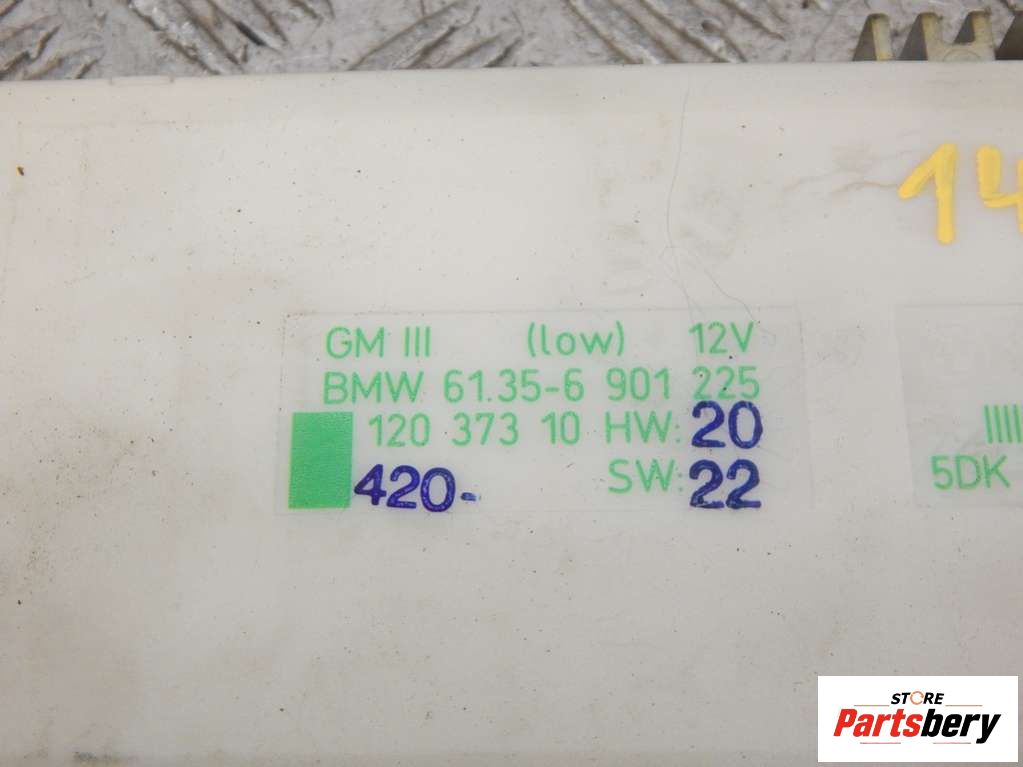 14
GM III (low) 12V
BMW 61.35-6 901 225
120 373 10 HW: 20
420- SW: 22
5DK
STORE
Partsbery